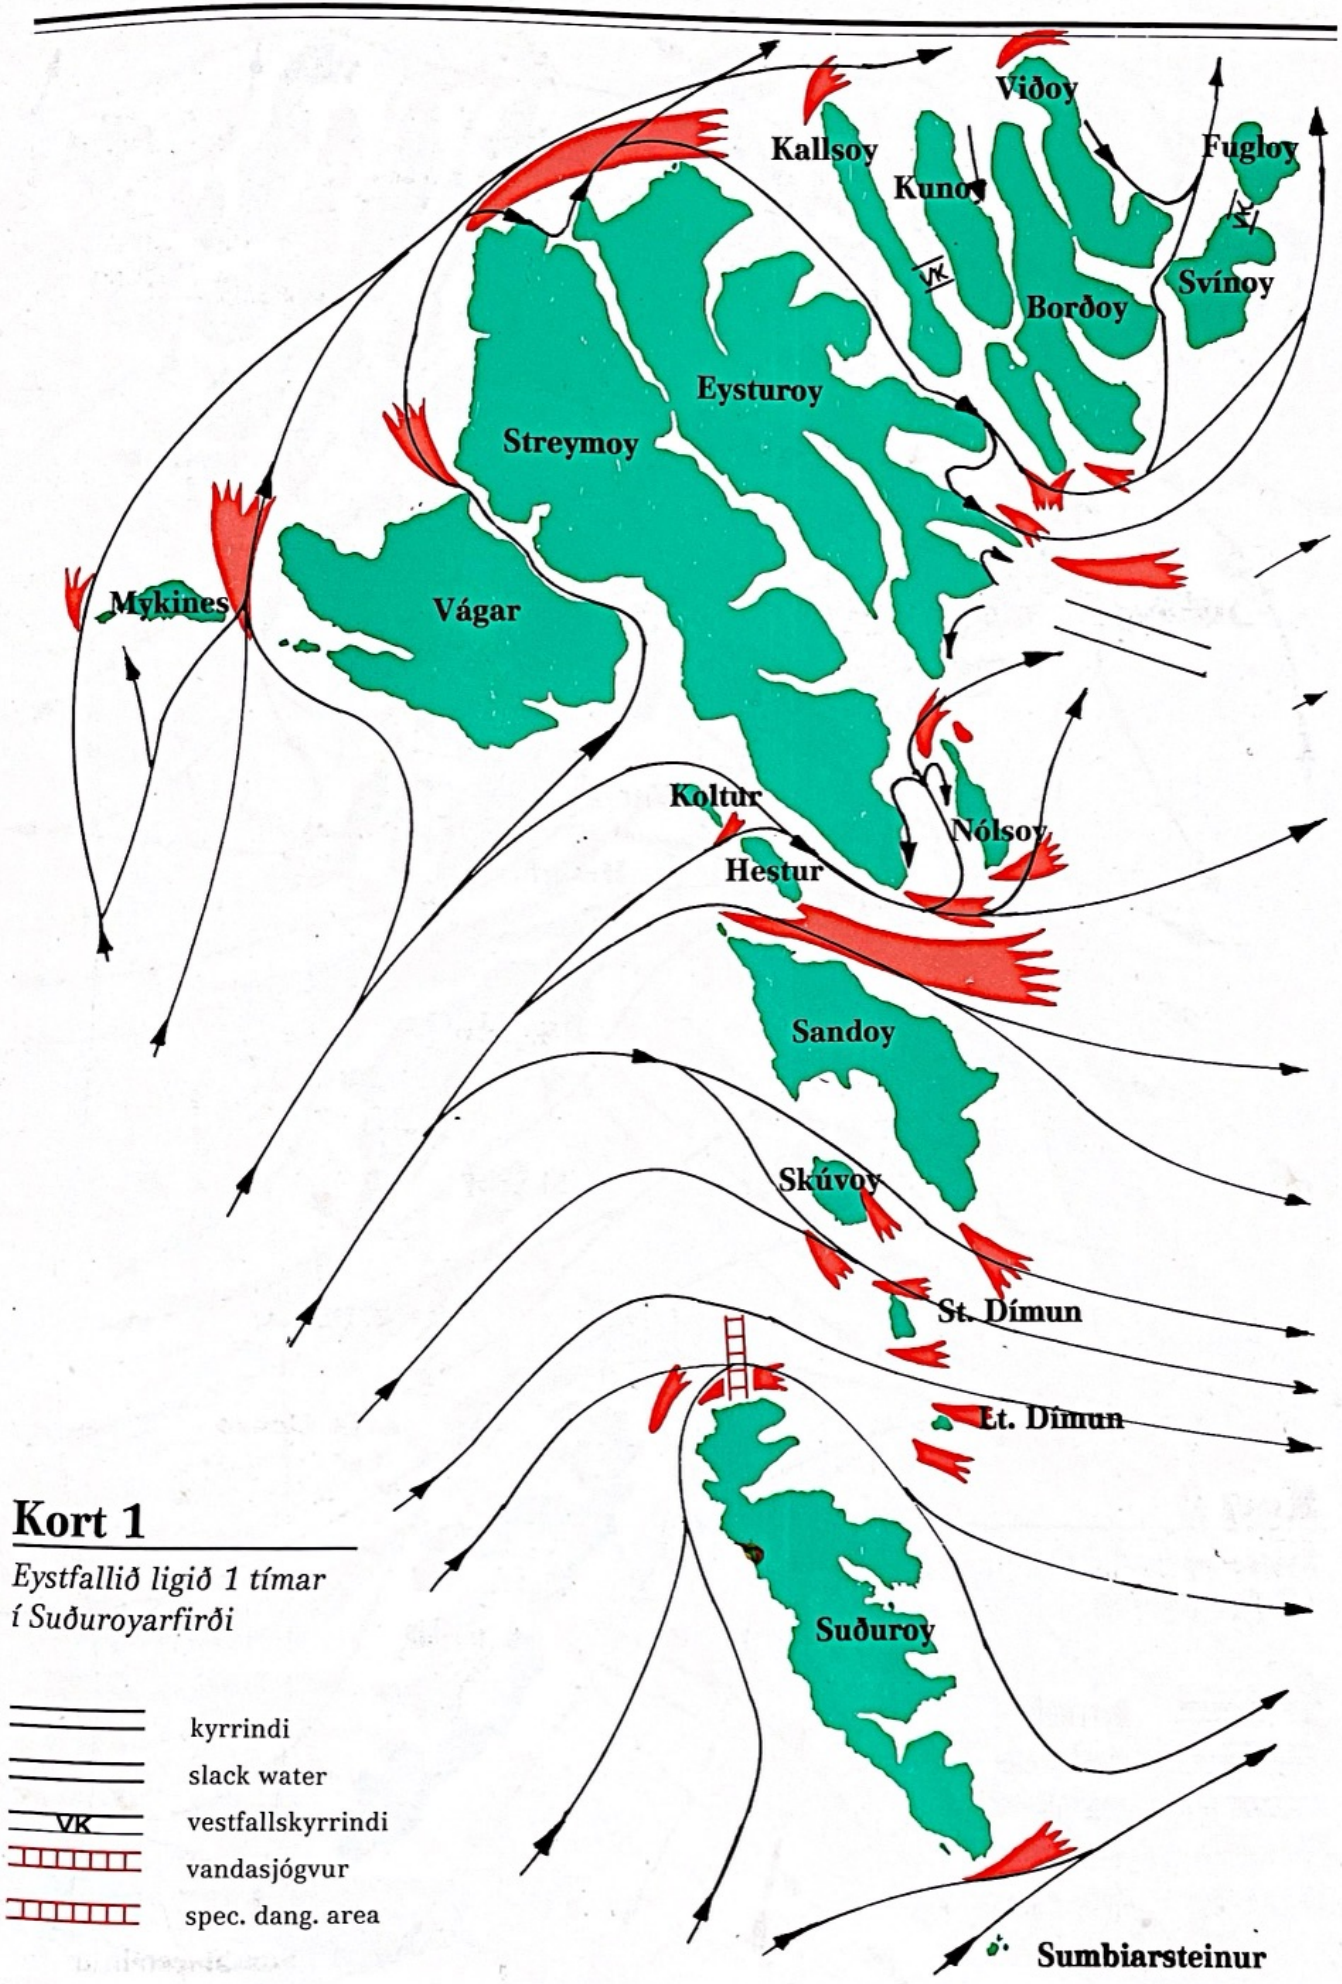 Viðoy
Kallsoy
Fugloy
Kunoy
VK
VK
Svínoy
Borðoy
Eysturoy
Streymoy
Mykines
Vágar
Koltur
Nólsoy
Hestur
Sandoy
Skúvoy
St. Dímun
Lt. Dímun
Suðuroy
Sumbiarsteinur
Kort 1
Eystfallið ligið 1 tímar
í Suðuroyarfirði
kyrrindi
slack water
VK vestfallskyrrindi
vandasjógvur
spec. dang. area